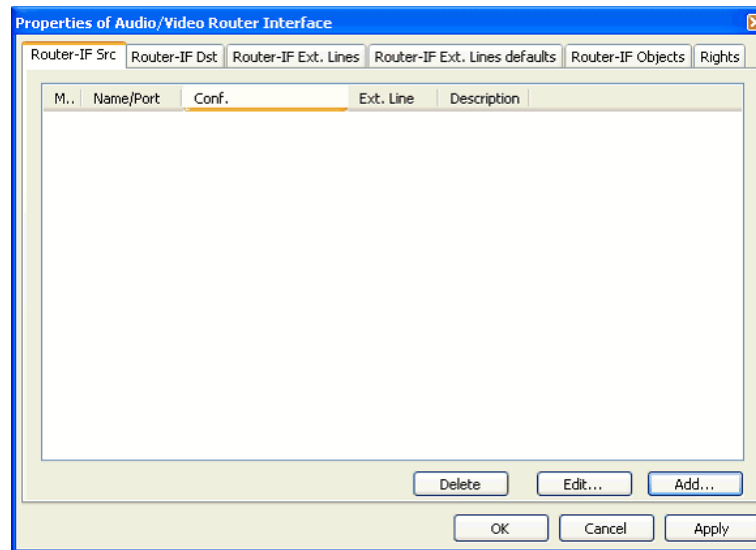 Properties of Audio/Video Router Interface
Router-IF Src Router-IF Dst Router-IF Ext. Lines Router-IF Ext. Lines defaults Router-IF Objects Rights
M.. Name/Port Conf. Ext. Line Description
Delete Edit... Add...
OK Cancel Apply